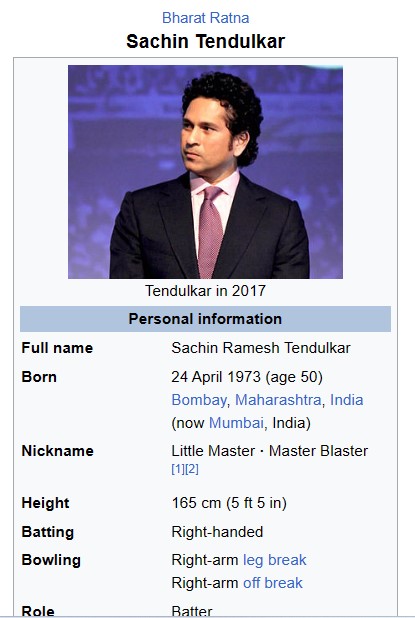 Bharat Ratna
Sachin Tendulkar
Tendulkar in 2017
Personal information
Full name Sachin Ramesh Tendulkar
Born 24 April 1973 (age 50)
Bombay, Maharashtra, India
(now Mumbai, India)
Nickname Little Master · Master Blaster
[1][2]
Height 165 cm (5 ft 5 in)
Batting Right-handed
Bowling Right-arm leg break
Right-arm off break
Role Batter